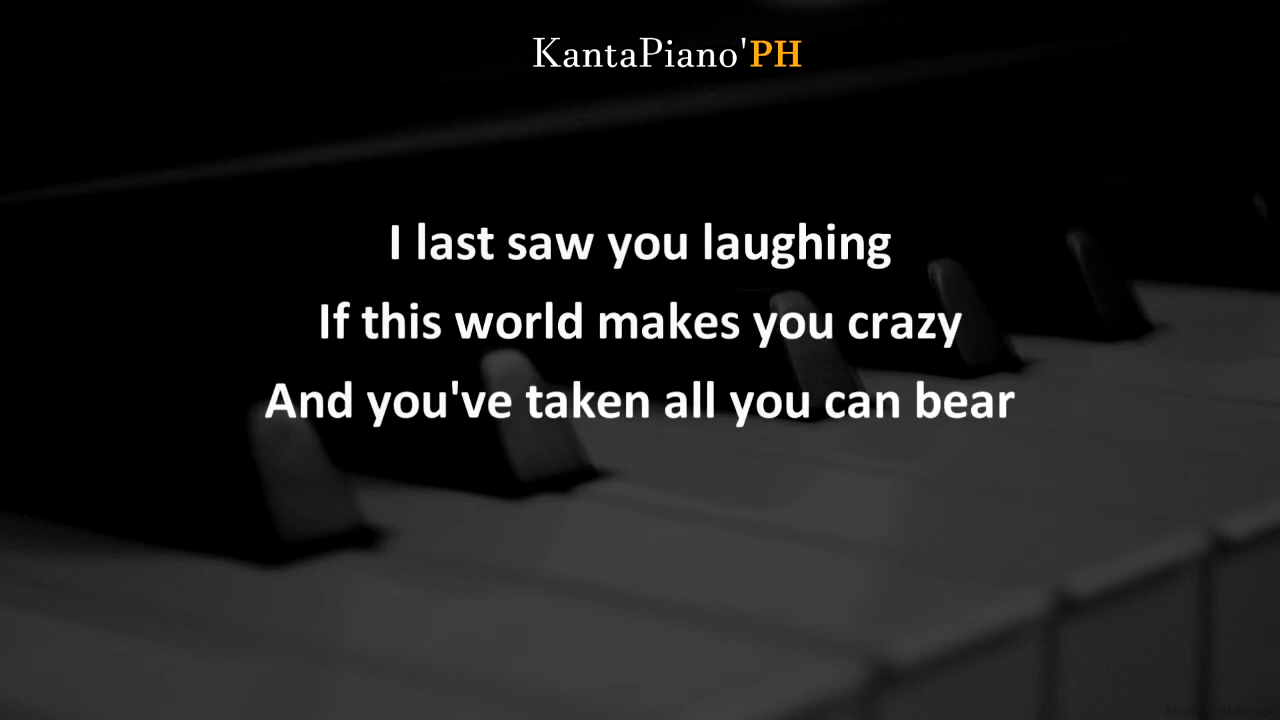 KantaPiano'PH
I last saw you laughing
If this world makes you crazy
And you've taken all you can bear